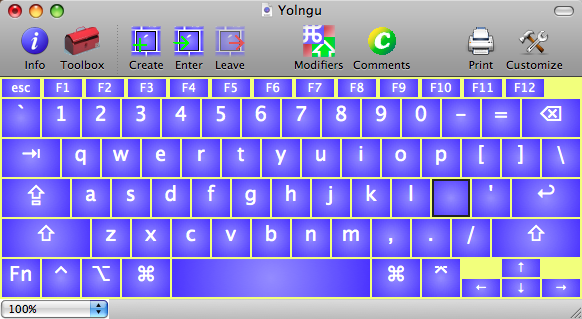 Yolngu
Info Toolbox Create Enter Leave Modifiers Comments Print Customize
esc F1 F2 F3 F4 F5 F6 F7 F8 F9 F10 F11 F12
` 1 2 3 4 5 6 7 8 9 0 - = ⌫
⇥ q w e r t y u i o p [ ] \
⇪ a s d f g h j k l ' ↩
⇧ z x c v b n m , . / ⇧
Fn ^ ⌥ ⌘ ⌘ ⌤ ↑
← ↓ →
100%